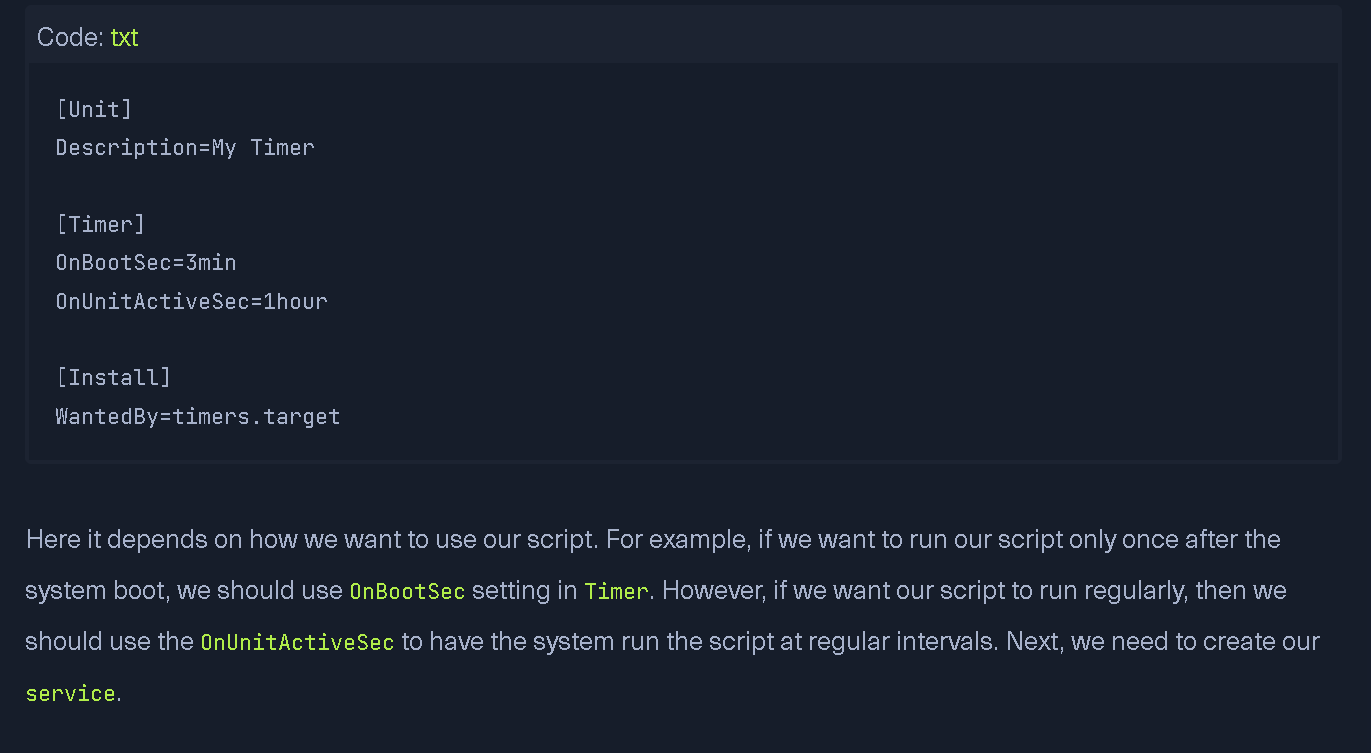 Code: txt
[Unit]
Description=My Timer
[Timer]
OnBootSec=3min
OnUnitActiveSec=1hour
[Install]
WantedBy=timers.target
Here it depends on how we want to use our script. For example, if we want to run our script only once after the
system boot, we should use OnBootSec setting in Timer. However, if we want our script to run regularly, then we
should use the OnUnitActiveSec to have the system run the script at regular intervals. Next, we need to create our
service.